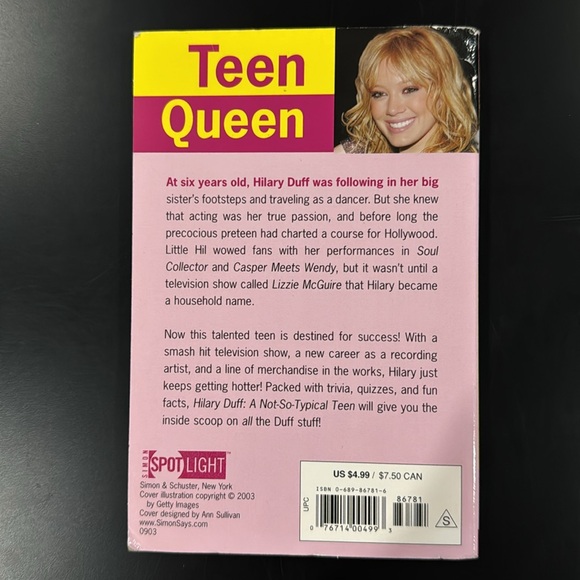 Teen
Queen
At six years old, Hilary Duff was following in her big
sister's footsteps and traveling as a dancer. But she knew
that acting was her true passion, and before long the
precocious preteen had charted a course for Hollywood.
Little Hil wowed fans with her performances in Soul
Collector and Casper Meets Wendy, but it wasn't until a
television show called Lizzie McGuire that Hilary became
a household name.
Now this talented teen is destined for success! With a
smash hit television show, a new career as a recording
artist, and a line of merchandise in the works, Hilary just
keeps getting hotter! Packed with trivia, quizzes, and fun
facts, Hilary Duff: A Not-So-Typical Teen will give you the
inside scoop on all the Duff stuff!
SIMON SPOTLIGHT™
Simon & Schuster, New York
Cover illustration copyright © 2003
by Getty Images
Cover designed by Ann Sullivan
www.SimonSays.com
0903
US $4.99 / $7.50 CAN
ISBN 0-689-86781-6
86781
UPC
0 76714 00499 3
S